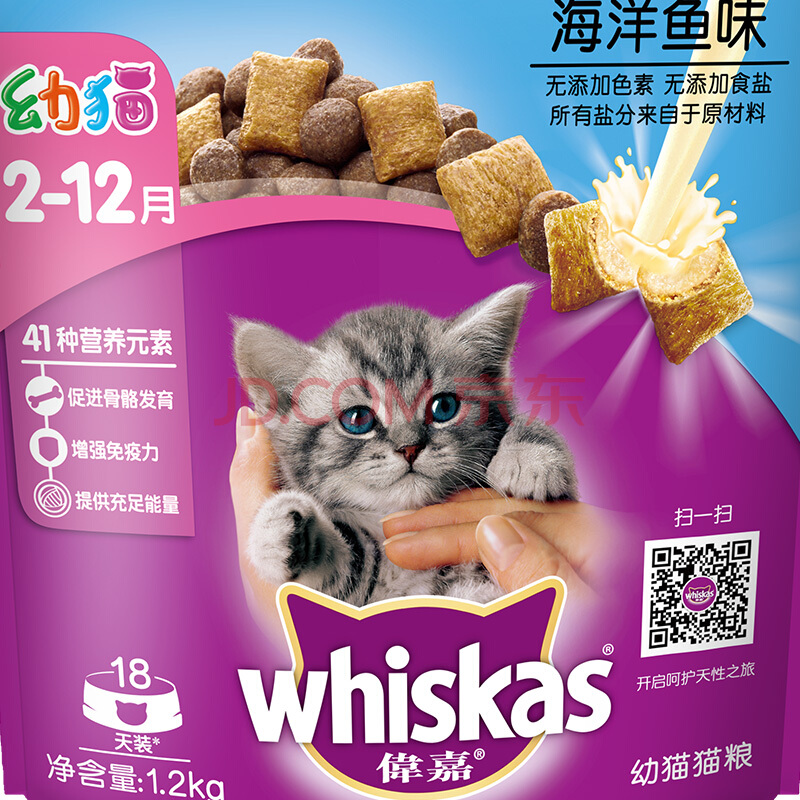 海洋鱼味
无添加色素 无添加食盐
所有盐分来自于原材料
幼猫
2-12月
41种营养元素
促进骨骼发育
增强免疫力
提供充足能量
JD.COM 京东
扫一扫
whiskas
开启呵护天性之旅
18
天装*
净含量:1.2kg
whiskas®
偉嘉®
幼猫猫粮